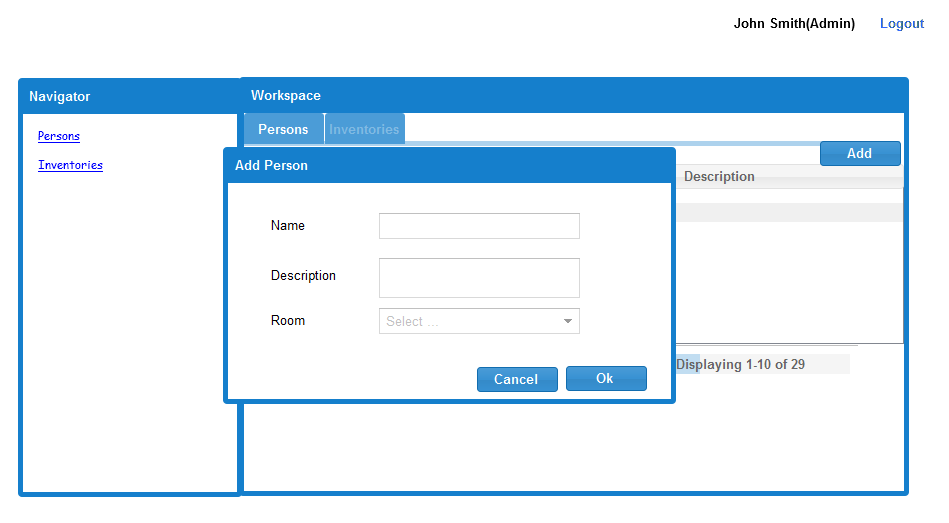 John Smith(Admin) Logout
Navigator
Workspace
Persons
Inventories
Persons Inventories
Add
Description
Add Person
Name
Description
Room Select ...
Cancel Ok
Displaying 1-10 of 29